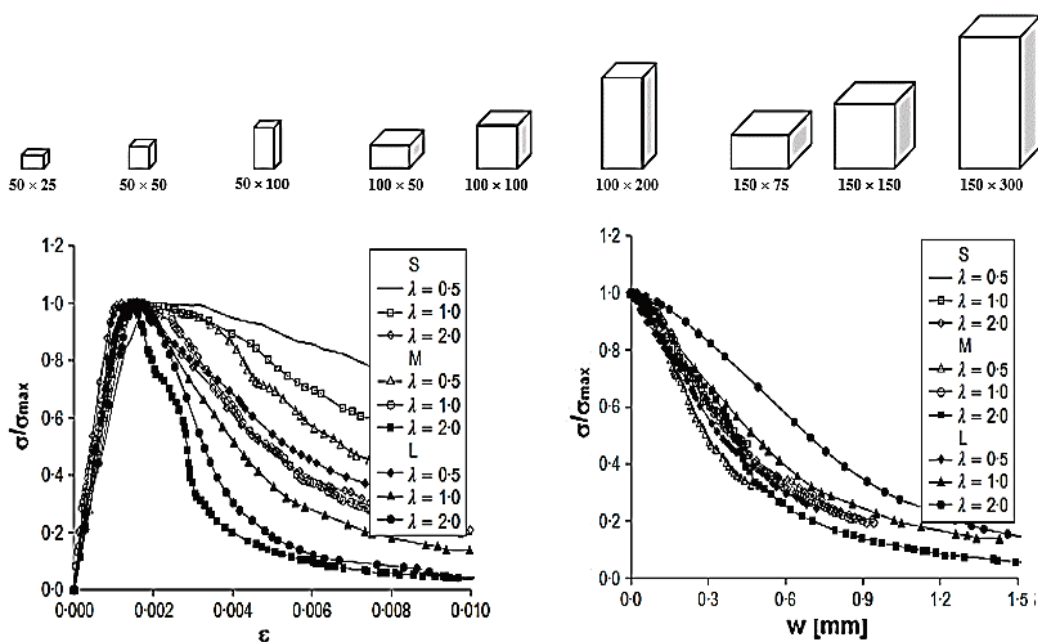 50 × 25
50 × 50
50 × 100
100 × 50
100 × 100
100 × 200
150 × 75
150 × 150
150 × 300
1·2
1·0
0·8
0·6
0·4
0·2
0·0
σ/σmax
0·000
0·002
0·004
0·006
0·008
0·010
ε
S
λ = 0·5
λ = 1·0
λ = 2·0
M
λ = 0·5
λ = 1·0
λ = 2·0
L
λ = 0·5
λ = 1·0
λ = 2·0
1·2
1·0
0·8
0·6
0·4
0·2
0·0
σ/σmax
0·0
0·3
0·6
0·9
1·2
1·5
w [mm]
S
λ = 0·5
λ = 1·0
λ = 2·0
M
λ = 0·5
λ = 1·0
λ = 2·0
L
λ = 0·5
λ = 1·0
λ = 2·0